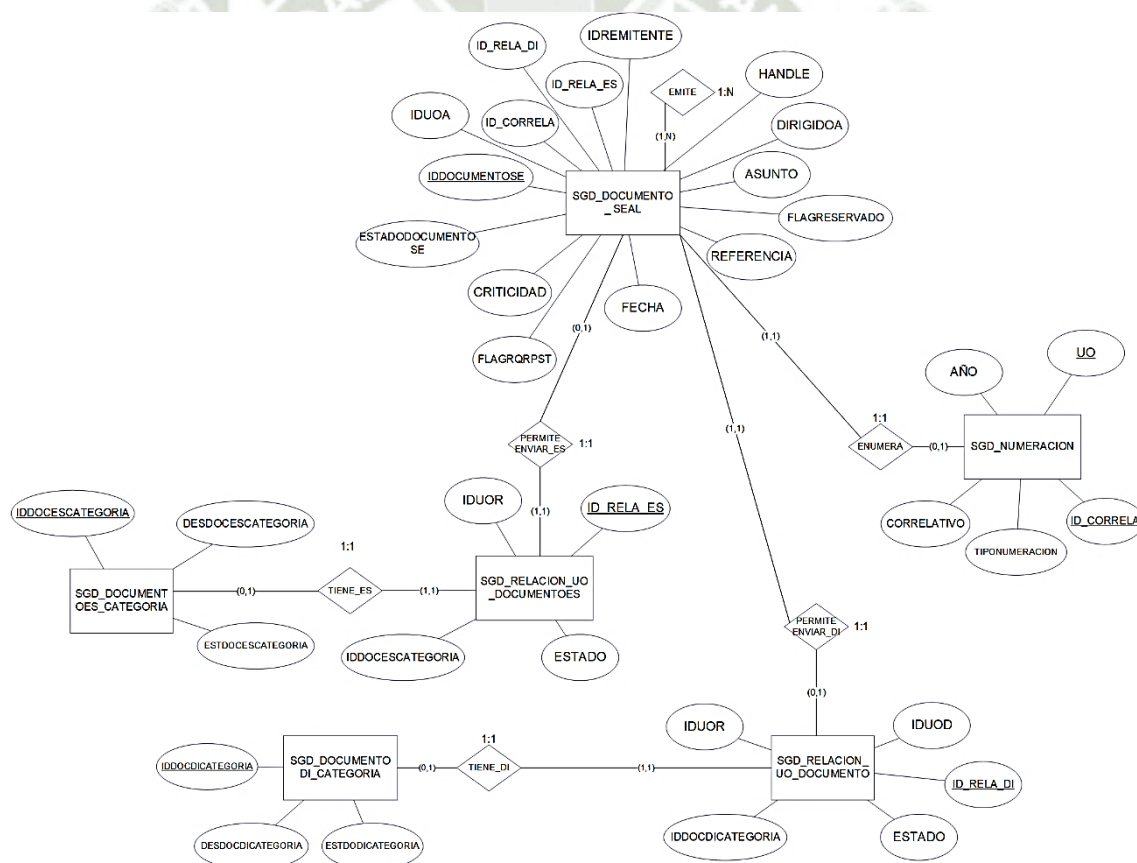 IDREMITENTE
ID_RELA_DI
ID_RELA_ES
EMITE
1:N
HANDLE
IDUOA
ID_CORRELA
(1,N)
DIRIGIDOA
IDDOCUMENTOSE
SGD_DOCUMENTO
_SEAL
ASUNTO
FLAGRESERVADO
ESTADODOCUMENTO
SE
REFERENCIA
CRITICIDAD
FECHA
(0,1)
FLAGRQRPST
(1,1)
UO
AÑO
1:1
(1,1)
PERMITE
ENVIAR_ES
1:1
ENUMERA
(0,1)
SGD_NUMERACION
IDUOR
ID_RELA_ES
(1,1)
IDDOCESCATEGORIA
DESDOCESCATEGORIA
CORRELATIVO
ID_CORRELA
TIPONUMERACION
1:1
SGD_DOCUMENT
OES_CATEGORIA
(0,1)
TIENE_ES
(1,1)
SGD_RELACION_UO
_DOCUMENTOES
PERMITE
ENVIAR_DI
1:1
ESTDOCESCATEGORIA
IDDOCESCATEGORIA
ESTADO
(0,1)
IDUOR
IDUOD
1:1
IDDOCDICATEGORIA
SGD_DOCUMENTO
DI_CATEGORIA
(0,1)
TIENE_DI
(1,1)
SGD_RELACION_
UO_DOCUMENTO
ID_RELA_DI
DESDOCDICATEGORIA
ESTDODICATEGORIA
IDDOCDICATEGORIA
ESTADO